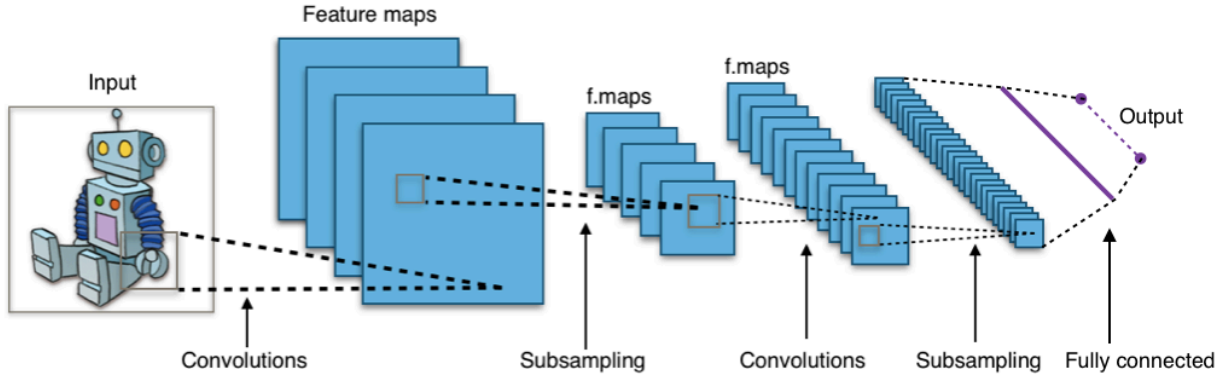 Feature maps
Input
f.maps
f.maps
Output
Convolutions
Subsampling
Convolutions
Subsampling
Fully connected